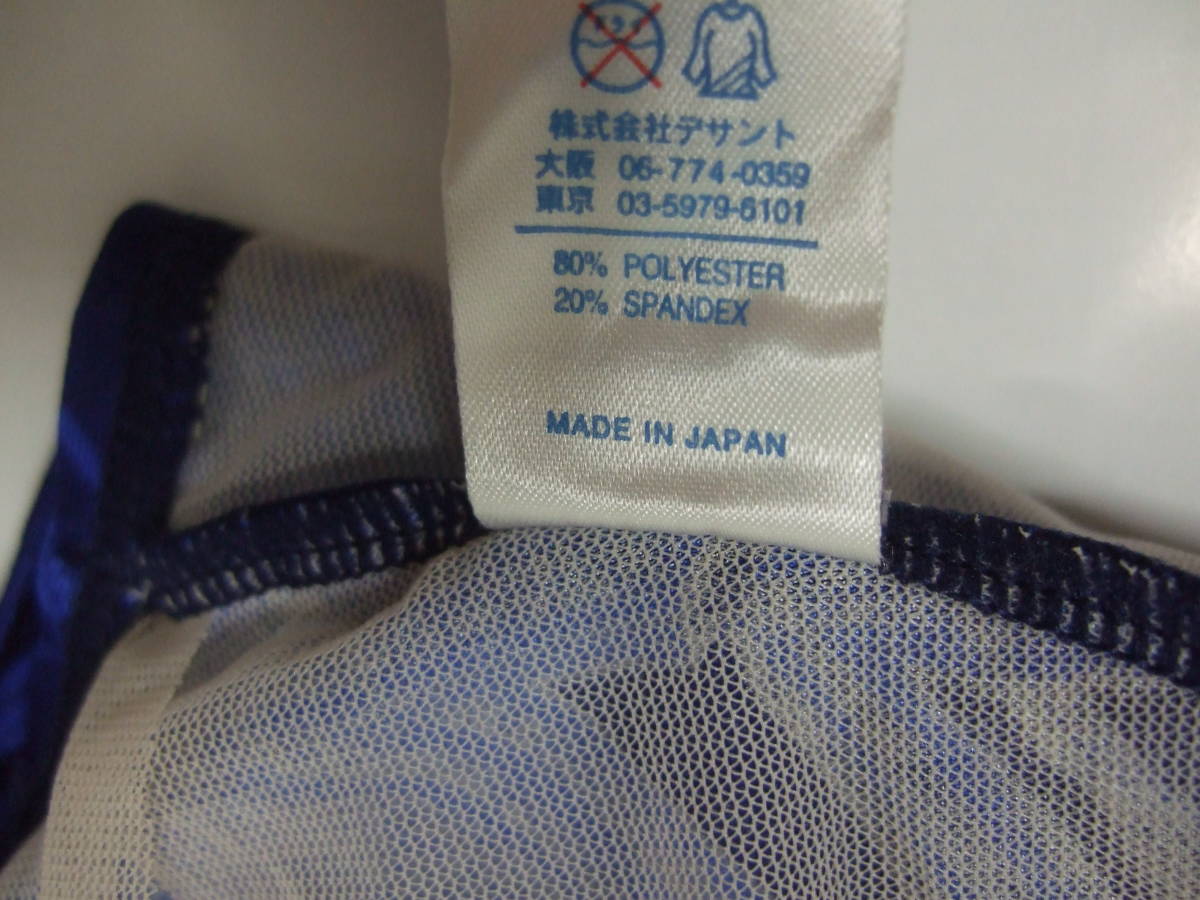 株式会社デサント
大阪 06-774-0359
東京 03-5979-6101
80% POLYESTER
20% SPANDEX
MADE IN JAPAN